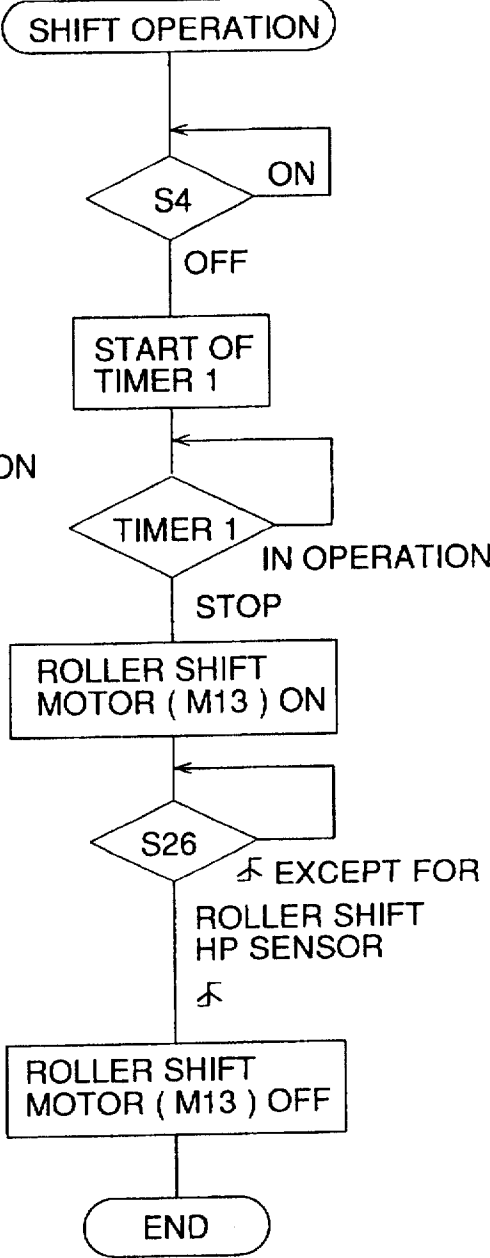 SHIFT OPERATION
ON
S4
OFF
START OF
TIMER 1
ON
TIMER 1
IN OPERATION
STOP
ROLLER SHIFT
MOTOR ( M13 ) ON
S26
EXCEPT FOR
ROLLER SHIFT
HP SENSOR
ROLLER SHIFT
MOTOR ( M13 ) OFF
END